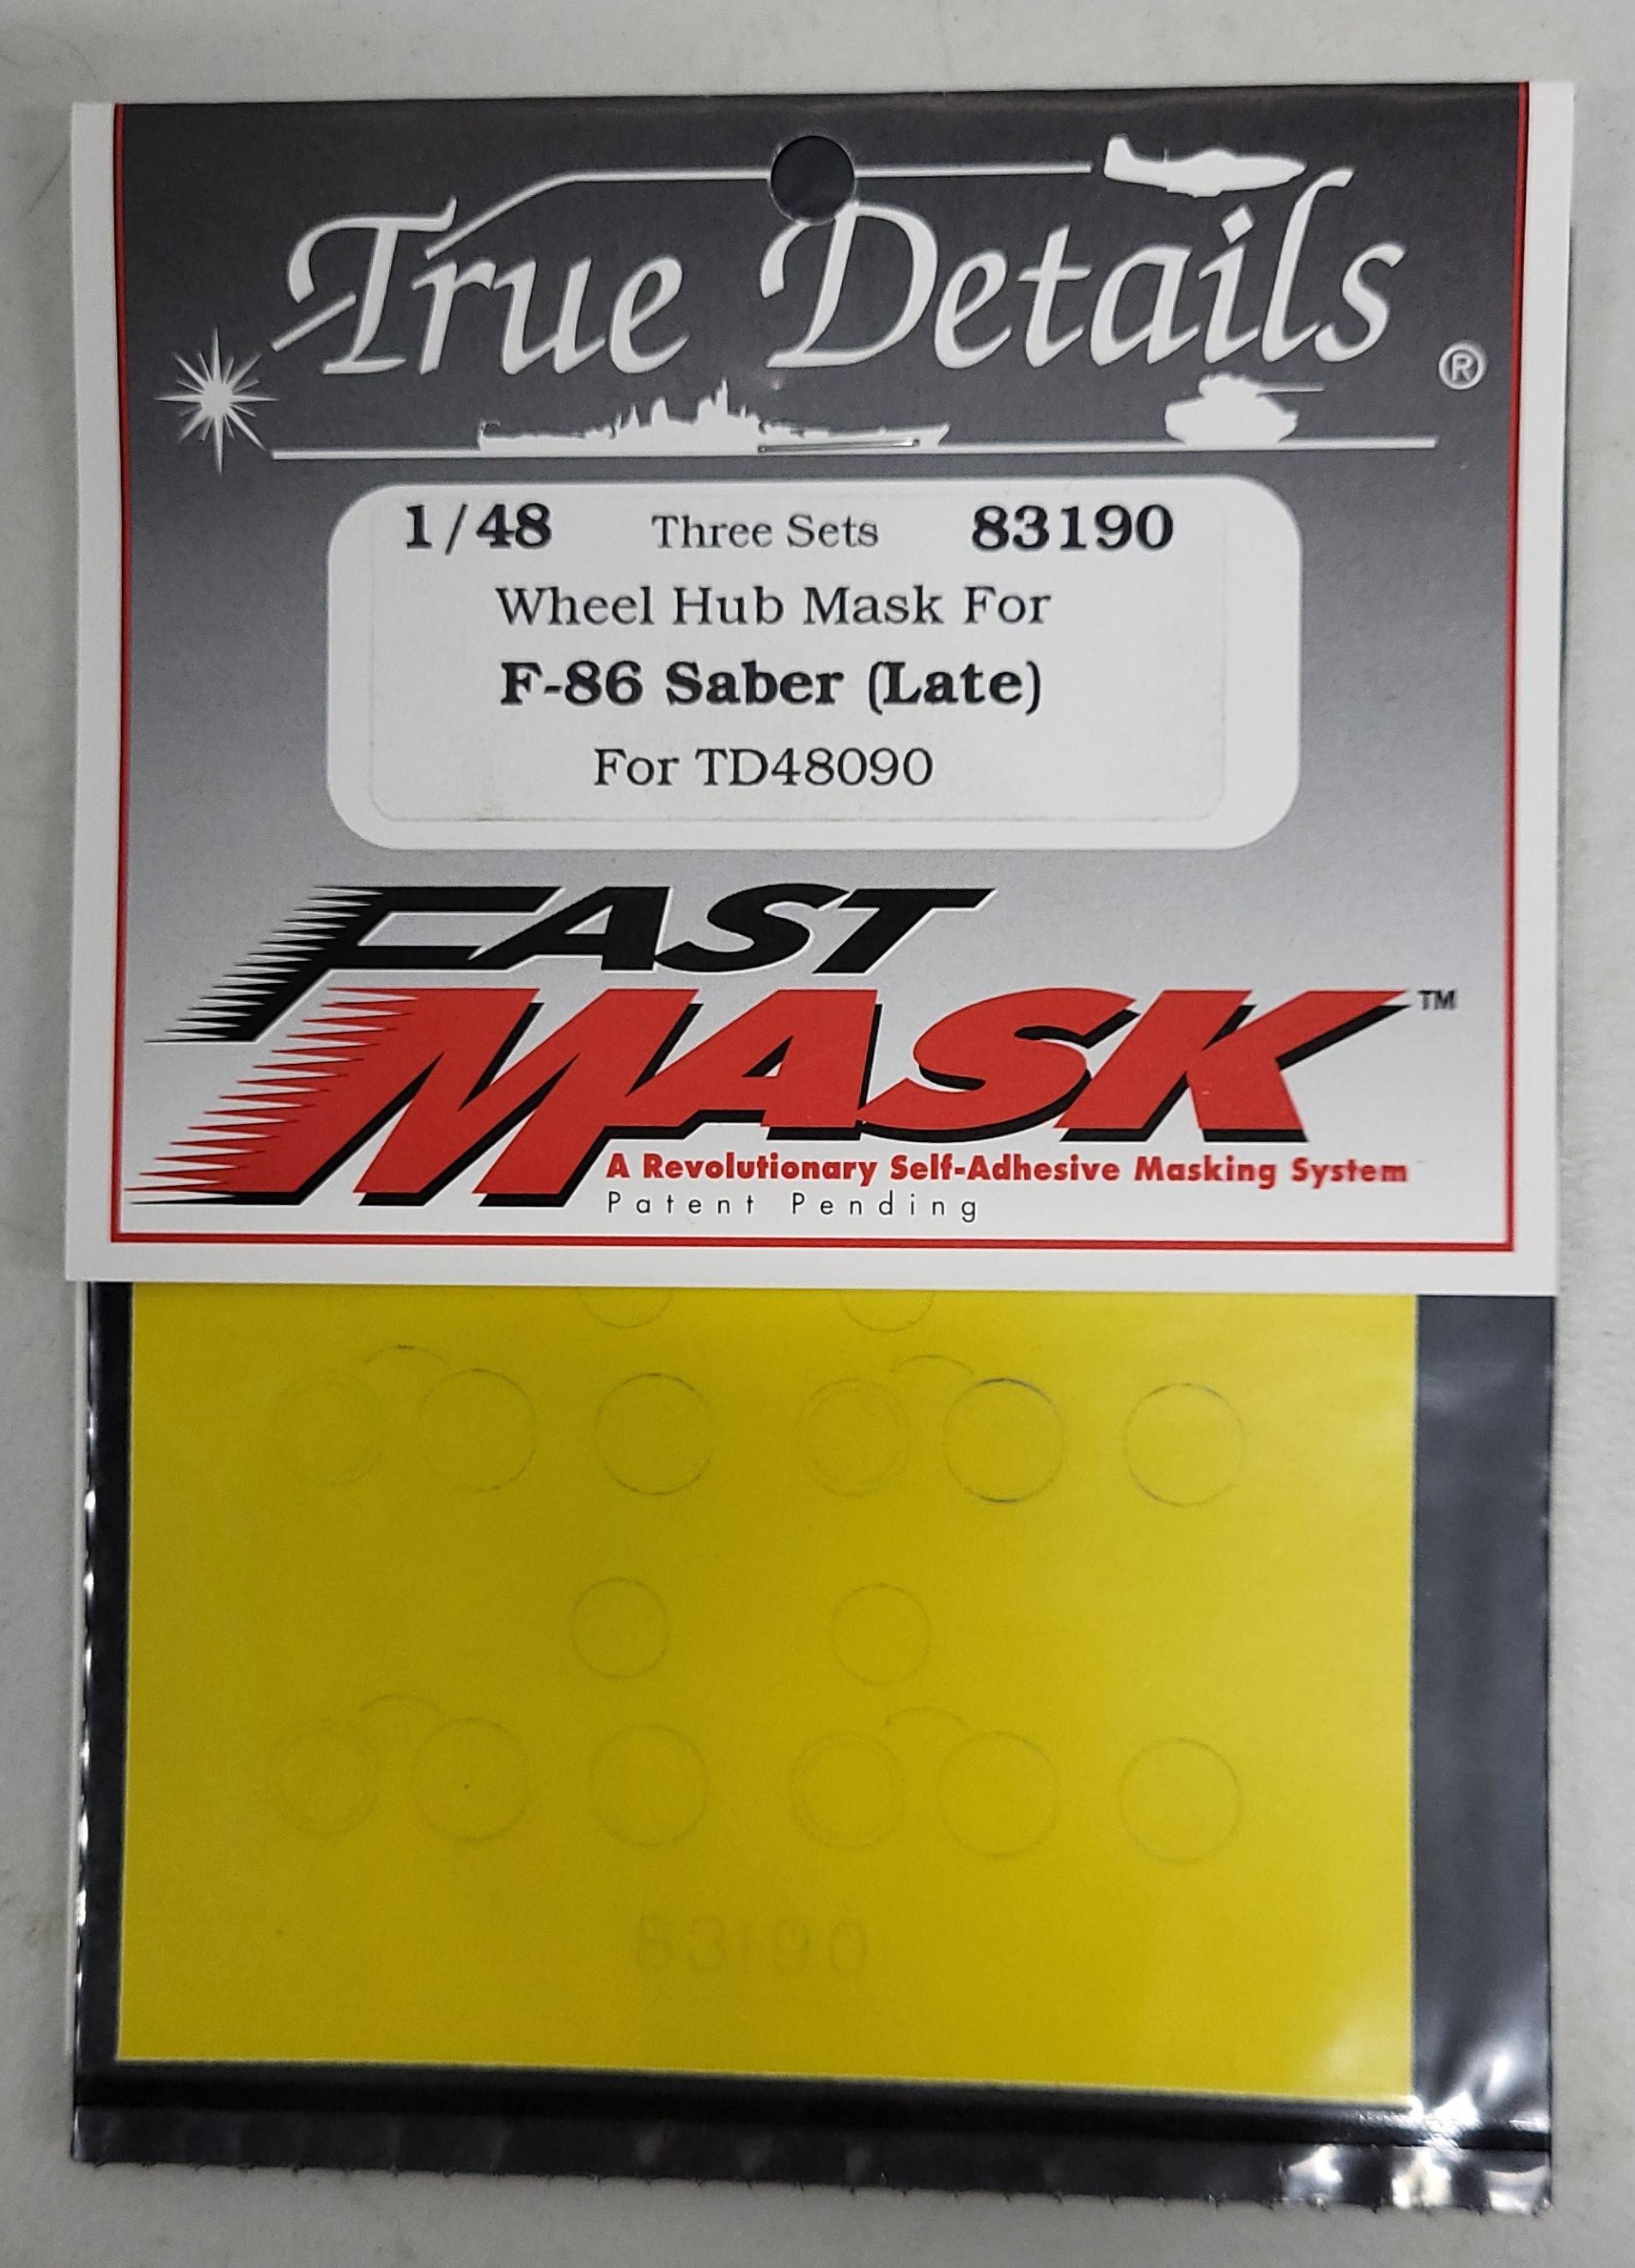 True Details ®
1/48 Three Sets 83190
Wheel Hub Mask For
F-86 Saber (Late)
For TD48090
FAST
MASK ™
A Revolutionary Self-Adhesive Masking System
Patent Pending
83190